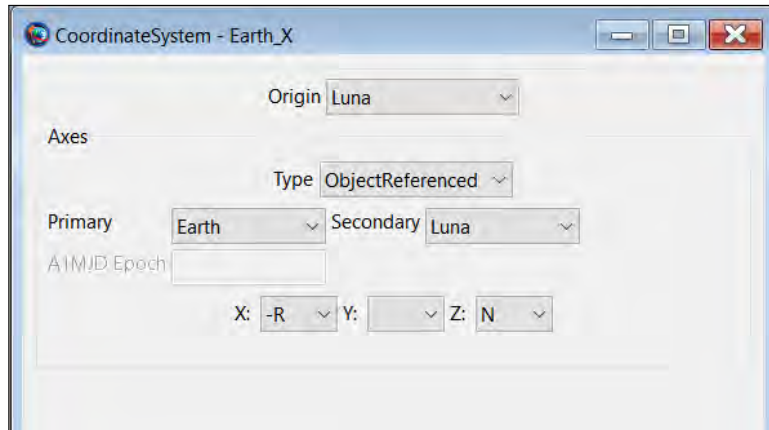 CoordinateSystem - Earth_X
Origin Luna
Axes
Type ObjectReferenced
Primary Earth Secondary Luna
A1MJD Epoch
X: -R Y: Z: N